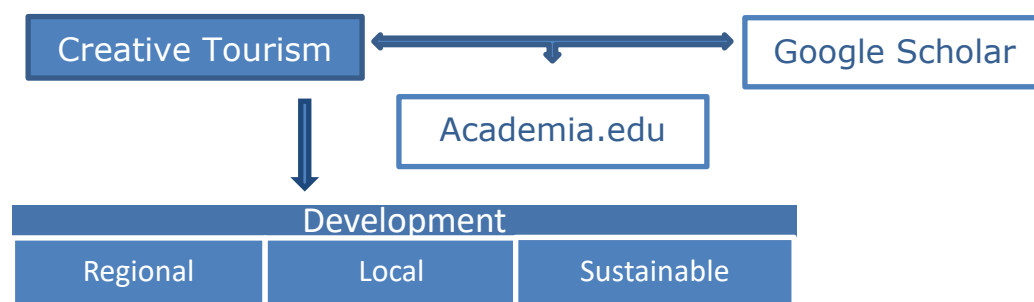 Creative Tourism
Google Scholar
Academia.edu
Development
Regional
Local
Sustainable